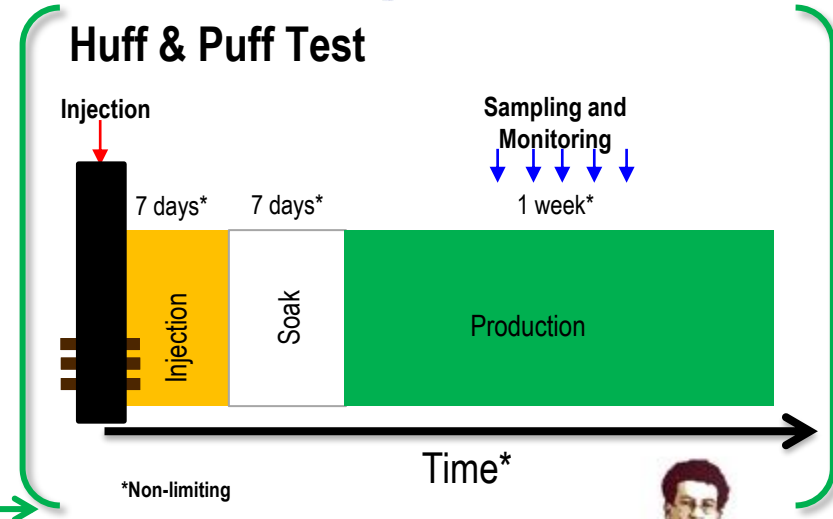 Huff & Puff Test
Injection
Sampling and
Monitoring
7 days*
7 days*
1 week*
Injection
Soak
Production
Time*
*Non-limiting